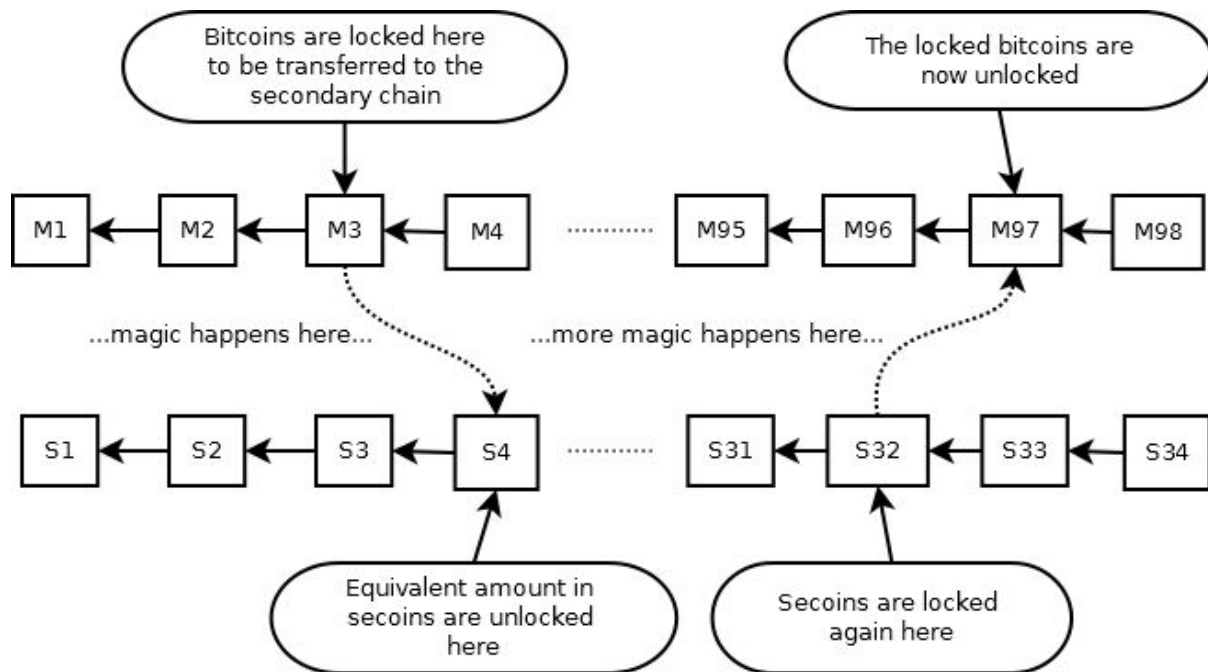 Bitcoins are locked here
to be transferred to the
secondary chain
The locked bitcoins are
now unlocked
M1
M2
M3
M4
M95
M96
M97
M98
...magic happens here...
...more magic happens here...
S1
S2
S3
S4
S31
S32
S33
S34
Equivalent amount in
secoins are unlocked
here
Secoins are locked
again here